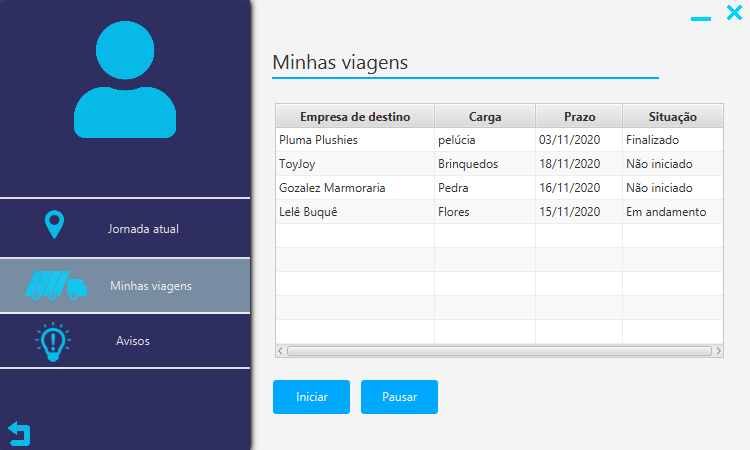 Minhas viagens
Empresa de destino Carga Prazo Situação
Pluma Plushies pelúcia 03/11/2020 Finalizado
ToyJoy Brinquedos 18/11/2020 Não iniciado
Gozalez Marmoraria Pedra 16/11/2020 Não iniciado
Lelê Buquê Flores 15/11/2020 Em andamento
Jornada atual
Minhas viagens
Avisos
Iniciar Pausar